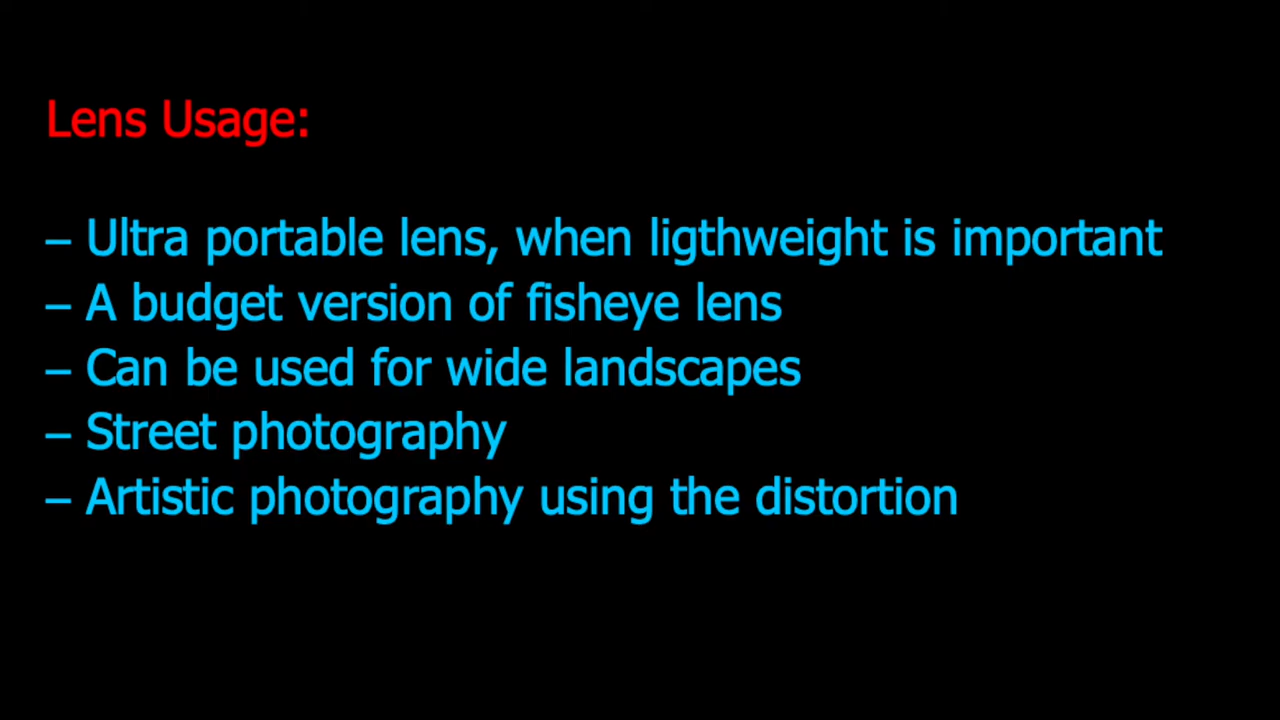 Lens Usage:
– Ultra portable lens, when ligthweight is important
– A budget version of fisheye lens
– Can be used for wide landscapes
– Street photography
– Artistic photography using the distortion